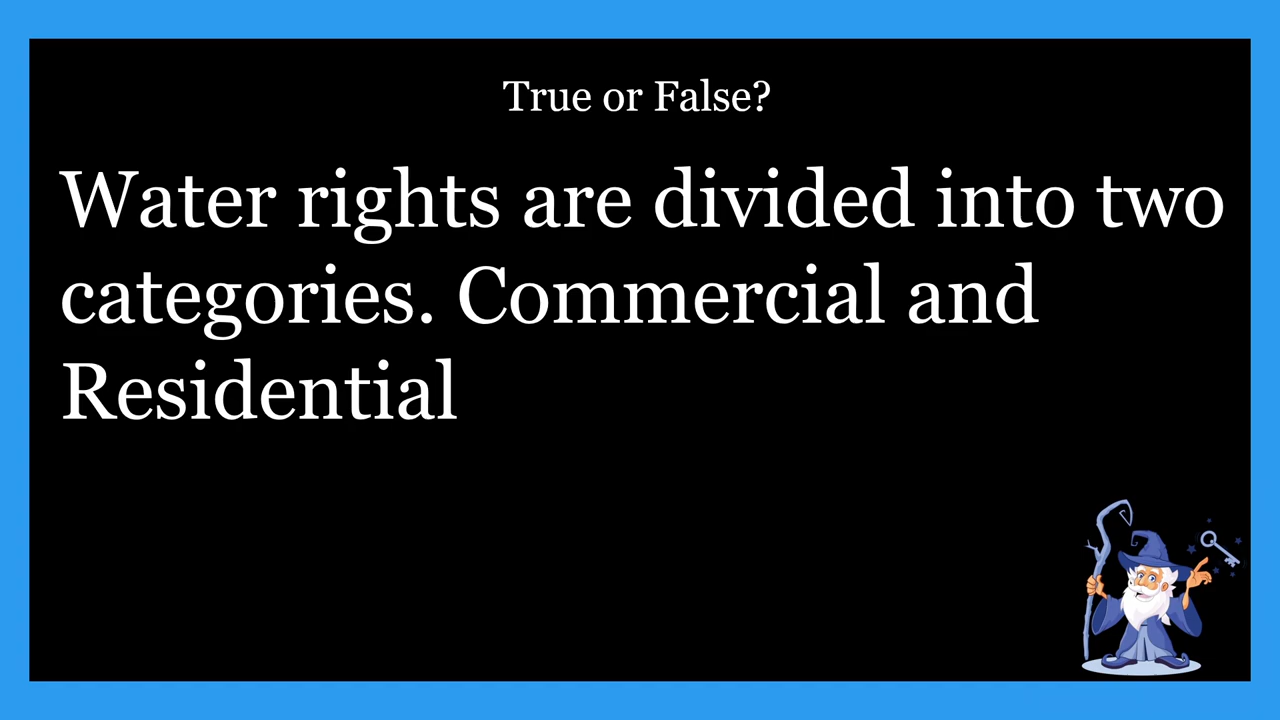 True or False?
Water rights are divided into two
categories. Commercial and
Residential